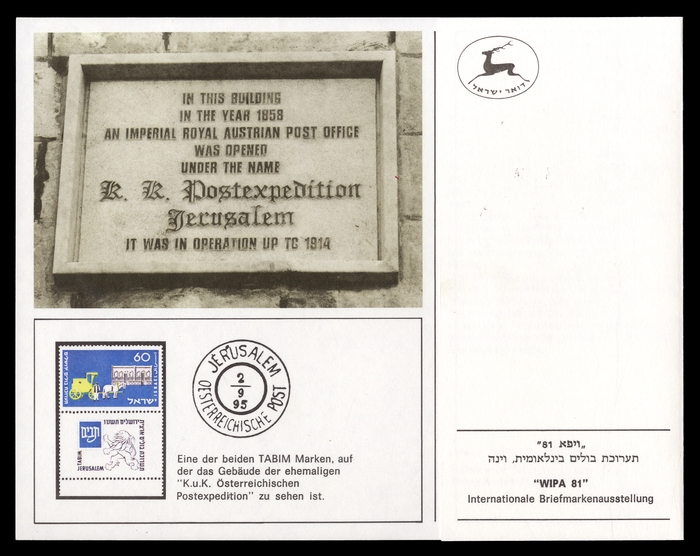 IN THIS BUILDING
IN THE YEAR 1858
AN IMPERIAL ROYAL AUSTRIAN POST OFFICE
WAS OPENED
UNDER THE NAME
K. K. Postexpedition
Jerusalem
IT WAS IN OPERATION UP TO 1914
60
ישראל
תבים
JERUSALEM
JERUSALEM
2
9
95
OESTERREICHISCHE POST
Eine der beiden TABIM Marken, auf
der das Gebäude der ehemaligen
"K.u.K. Österreichischen
Postexpedition" zu sehen ist.
דואר ישראל
„ויפא 81”
תערוכת בולים בינלאומית, וינה
"WIPA 81"
Internationale Briefmarkenausstellung